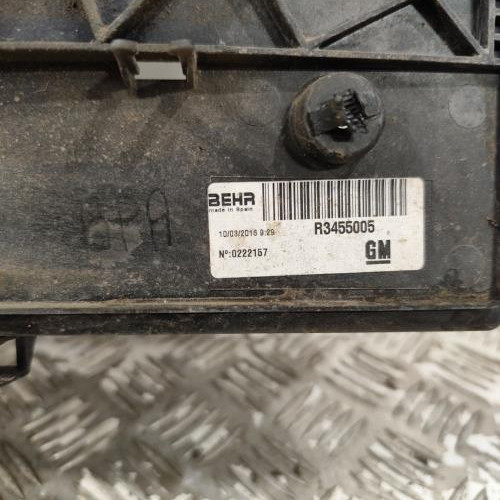 BEHR
made in Spain
R3455005
10/03/2016 9:29
GM
Nº:0222157